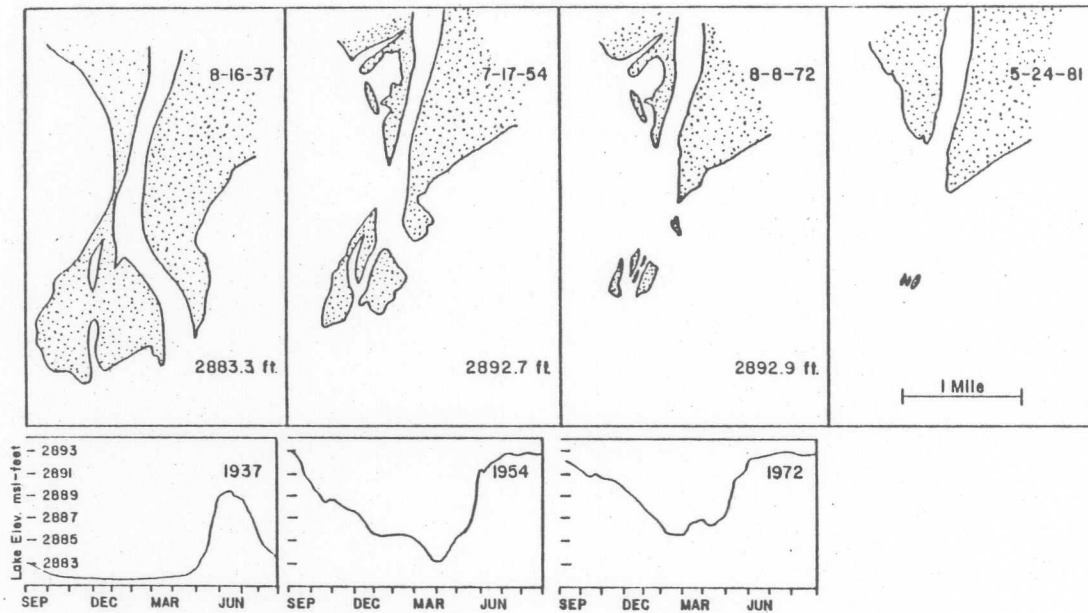 8-16-37
7-17-54
8-8-72
5-24-81
2883.3 ft.
2892.7 ft.
2892.9 ft.
1 Mile
Lake Elev. msl-feet
2893
2891
2889
2887
2885
2883
1937
1954
1972
SEP DEC MAR JUN
SEP DEC MAR JUN
SEP DEC MAR JUN